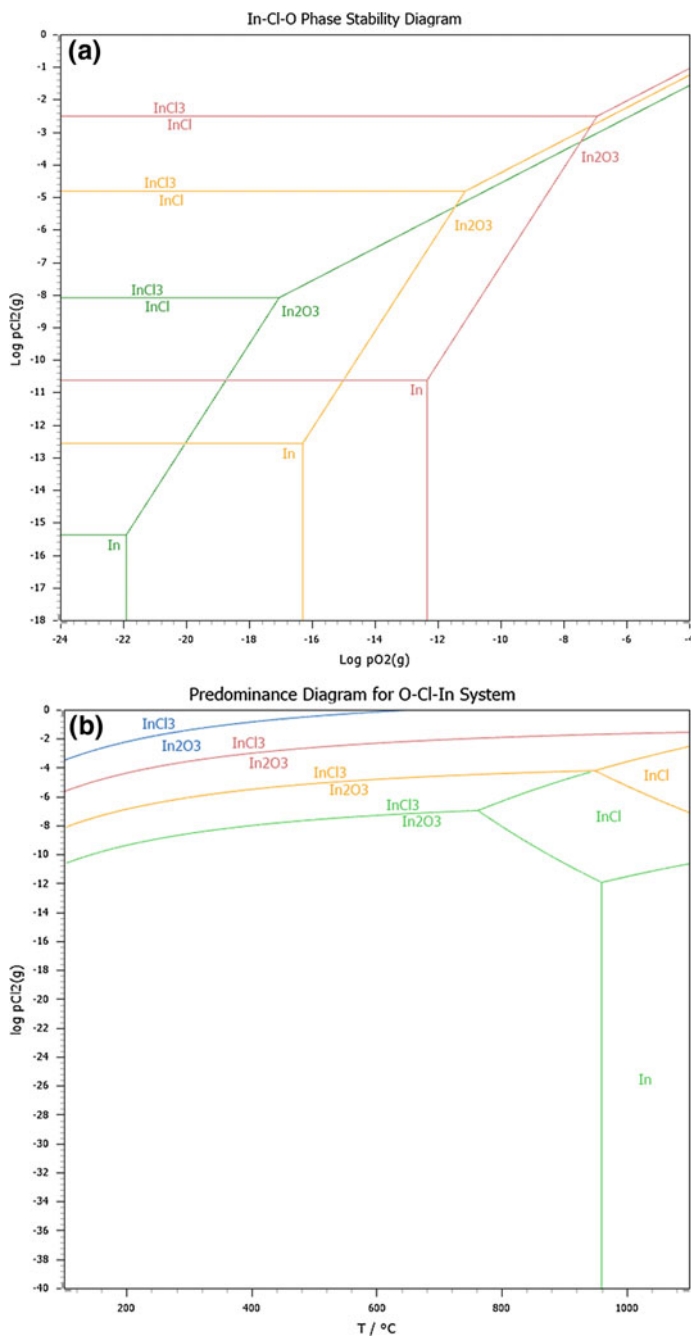 In-Cl-O Phase Stability Diagram
(a)
0
-1
-2
-3
-4
-5
-6
-7
-8
-9
-10
-11
-12
-13
-14
-15
-16
-17
-18
Log pCl2(g)
InCl3
InCl
In2O3
InCl3
InCl
In2O3
InCl3
InCl
In2O3
In
In
In
-24 -22 -20 -18 -16 -14 -12 -10 -8 -6 -4
Log pO2(g)
Predominance Diagram for O-Cl-In System
(b)
0
-2
-4
-6
-8
-10
-12
-14
-16
-18
-20
-22
-24
-26
-28
-30
-32
-34
-36
-38
-40
log pCl2(g)
InCl3
In2O3
InCl3
In2O3
InCl3
In2O3
InCl
InCl3
In2O3
InCl
In
200 400 600 800 1000
T / °C